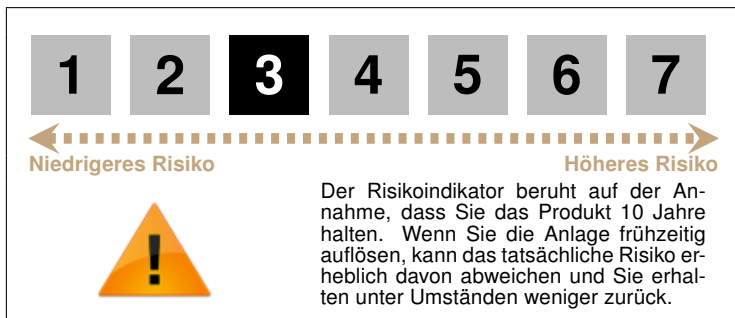 1 2 3 4 5 6 7
Niedrigeres Risiko Höheres Risiko
!
Der Risikoindikator beruht auf der An-
nahme, dass Sie das Produkt 10 Jahre
halten. Wenn Sie die Anlage frühzeitig
auflösen, kann das tatsächliche Risiko er-
heblich davon abweichen und Sie erhal-
ten unter Umständen weniger zurück.